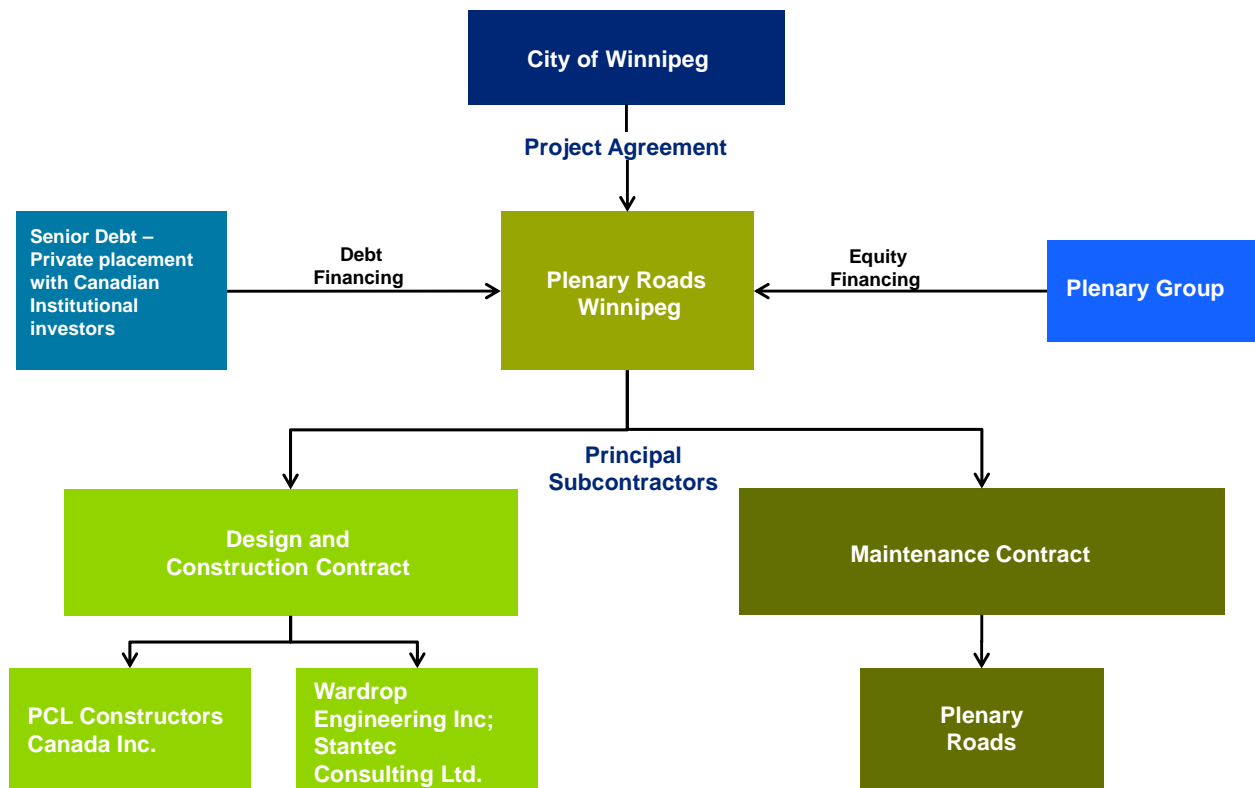 City of Winnipeg
Project Agreement
Senior Debt –
Private placement
with Canadian
Institutional
investors
Debt
Financing
Plenary Roads
Winnipeg
Equity
Financing
Plenary Group
Principal
Subcontractors
Design and
Construction Contract
Maintenance Contract
PCL Constructors
Canada Inc.
Wardrop
Engineering Inc;
Stantec
Consulting Ltd.
Plenary
Roads